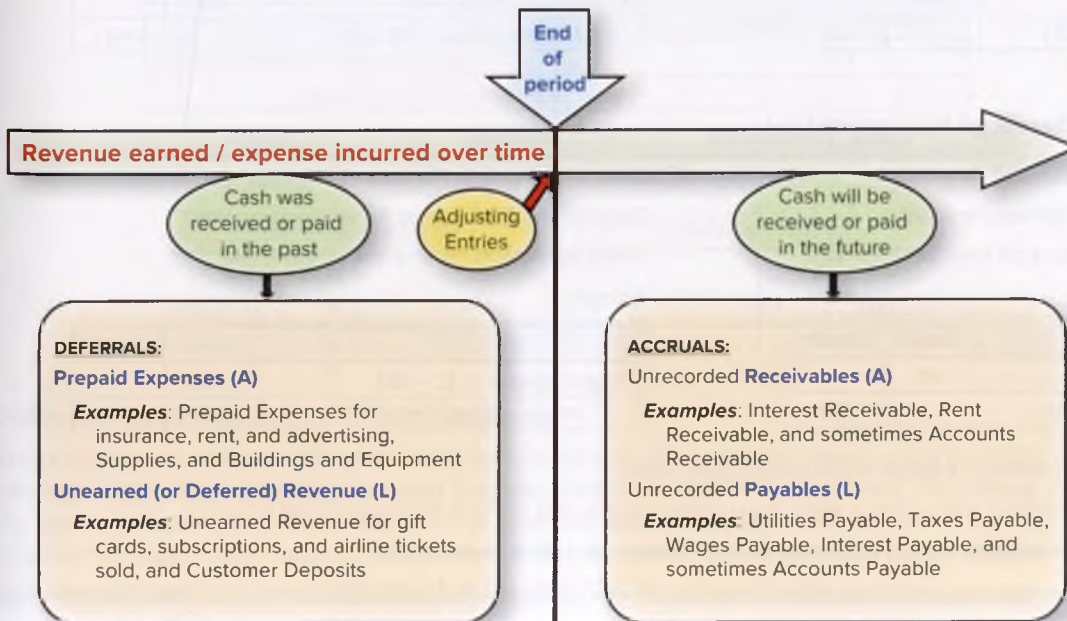 End
of
period
Revenue earned / expense incurred over time
Cash was
received or paid
in the past
Adjusting
Entries
Cash will be
received or paid
in the future
DEFERRALS:
Prepaid Expenses (A)
Examples: Prepaid Expenses for
insurance, rent, and advertising,
Supplies, and Buildings and Equipment
Unearned (or Deferred) Revenue (L)
Examples: Unearned Revenue for gift
cards, subscriptions, and airline tickets
sold, and Customer Deposits
ACCRUALS:
Unrecorded Receivables (A)
Examples: Interest Receivable, Rent
Receivable, and sometimes Accounts
Receivable
Unrecorded Payables (L)
Examples: Utilities Payable, Taxes Payable,
Wages Payable, Interest Payable, and
sometimes Accounts Payable